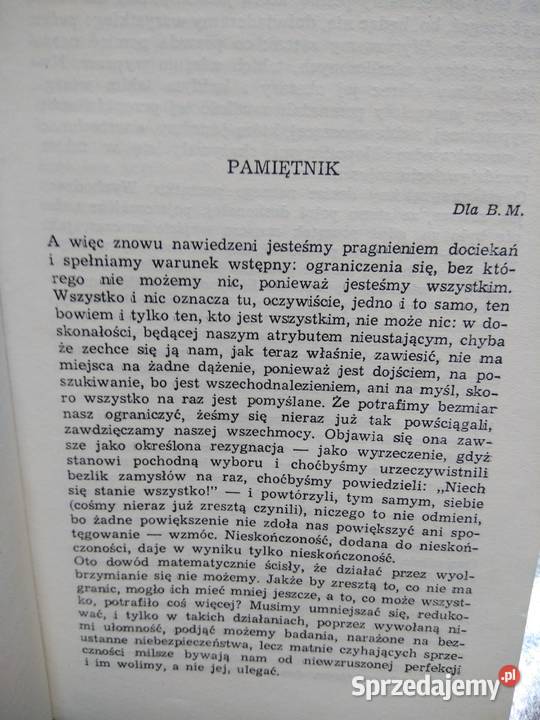 PAMIĘTNIK
Dla B. M.
A więc znowu nawiedzeni jesteśmy pragnieniem dociekań
i spełniamy warunek wstępny: ograniczenia się, bez któ-
rego nie możemy nic, ponieważ jesteśmy wszystkim.
Wszystko i nic oznacza tu, oczywiście, jedno i to samo, ten
bowiem i tylko ten, kto jest wszystkim, nie może nic: w do-
skonałości, będącej naszym atrybutem nieustającym, chyba
że zechce się ją nam, jak teraz właśnie, zawiesić, nie ma
miejsca na żadne dążenie, ponieważ jest dojściem, na po-
szukiwanie, bo jest wszechodnalezieniem, ani na myśl, sko-
ro wszystko na raz jest pomyślane. Że potrafimy bezmiar
nasz ograniczyć, żeśmy się nieraz już tak powściągali,
zawdzięczamy naszej wszechmocy. Objawia się ona zaw-
sze jako określona rezygnacja — jako wyrzeczenie, gdyż
stanowi pochodną wyboru i choćbyśmy urzeczywistnili
bezlik zamysłów na raz, choćbyśmy powiedzieli: „Niech
się stanie wszystko!" — i powtórzyli, tym samym, siebie
(cośmy nieraz już zresztą czynili), niczego to nie odmieni,
bo żadne powiększenie nie zdoła nas powiększyć ani spo-
tęgowanie — wzmóc. Nieskończoność, dodana do nieskoń-
czoności, daje w wyniku tylko nieskończoność.
Oto dowód matematycznie ścisły, że działać przez wyol-
brzymianie się nie możemy. Jakże by zresztą to, co nie ma
granic, mogło ich mieć mniej jeszcze, a to, co może wszyst-
ko, potrafiło coś więcej? Musimy umniejszać się, reduko-
wać, i tylko w takich działaniach, poprzez wywołaną ni-
mi ułomność, podjąć możemy badania, narażone na bez-
ustanne niebezpieczeństwa, lecz matnie czyhających sprze-
czności milsze bywają nam od niewzruszonej perfekcji
i im wolimy, a nie jej, ulegać.
Sprzedajemy.pl